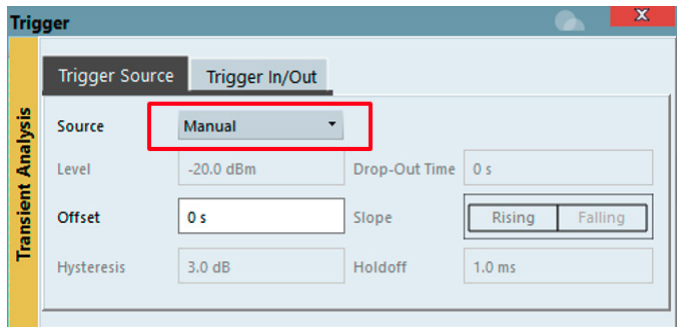 Trigger
X
Trigger Source Trigger In/Out
Transient Analysis
Source Manual
Level -20.0 dBm Drop-Out Time 0 s
Offset 0 s Slope Rising Falling
Hysteresis 3.0 dB Holdoff 1.0 ms